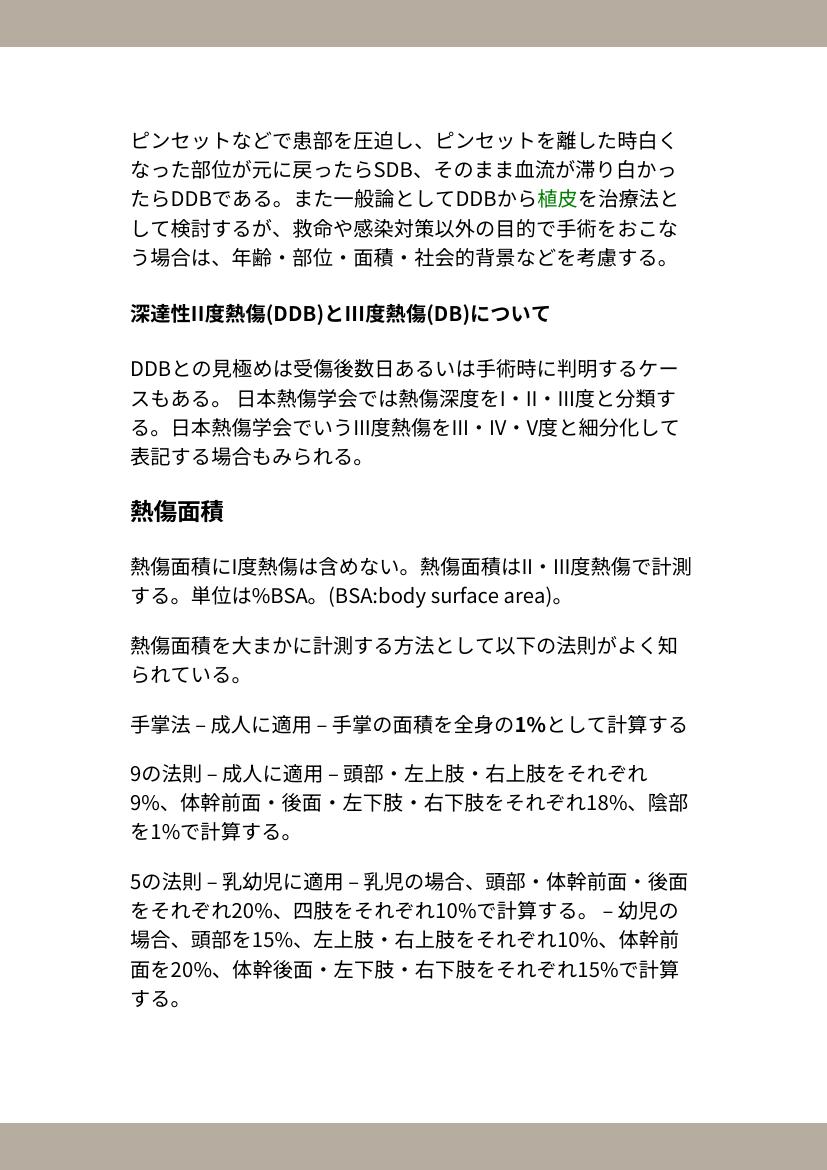 ピンセットなどで患部を圧迫し、ピンセットを離した時白く
なった部位が元に戻ったらSDB、そのまま血流が滞り白かっ
たらDDBである。また一般論としてDDBから植皮を治療法と
して検討するが、救命や感染対策以外の目的で手術をおこな
う場合は、年齢・部位・面積・社会的背景などを考慮する。
深達性II度熱傷(DDB)とIII度熱傷(DB)について
DDBとの見極めは受傷後数日あるいは手術時に判明するケー
スもある。 日本熱傷学会では熱傷深度をI・II・III度と分類す
る。日本熱傷学会でいうIII度熱傷をIII・IV・V度と細分化して
表記する場合もみられる。
熱傷面積
熱傷面積にI度熱傷は含めない。熱傷面積はII・III度熱傷で計測
する。単位は%BSA。(BSA:body surface area)。
熱傷面積を大まかに計測する方法として以下の法則がよく知
られている。
手掌法 – 成人に適用 – 手掌の面積を全身の1%として計算する
9の法則 – 成人に適用 – 頭部・左上肢・右上肢をそれぞれ
9%、体幹前面・後面・左下肢・右下肢をそれぞれ18%、陰部
を1%で計算する。
5の法則 – 乳幼児に適用 – 乳児の場合、頭部・体幹前面・後面
をそれぞれ20%、四肢をそれぞれ10%で計算する。 – 幼児の
場合、頭部を15%、左上肢・右上肢をそれぞれ10%、体幹前
面を20%、体幹後面・左下肢・右下肢をそれぞれ15%で計算
する。